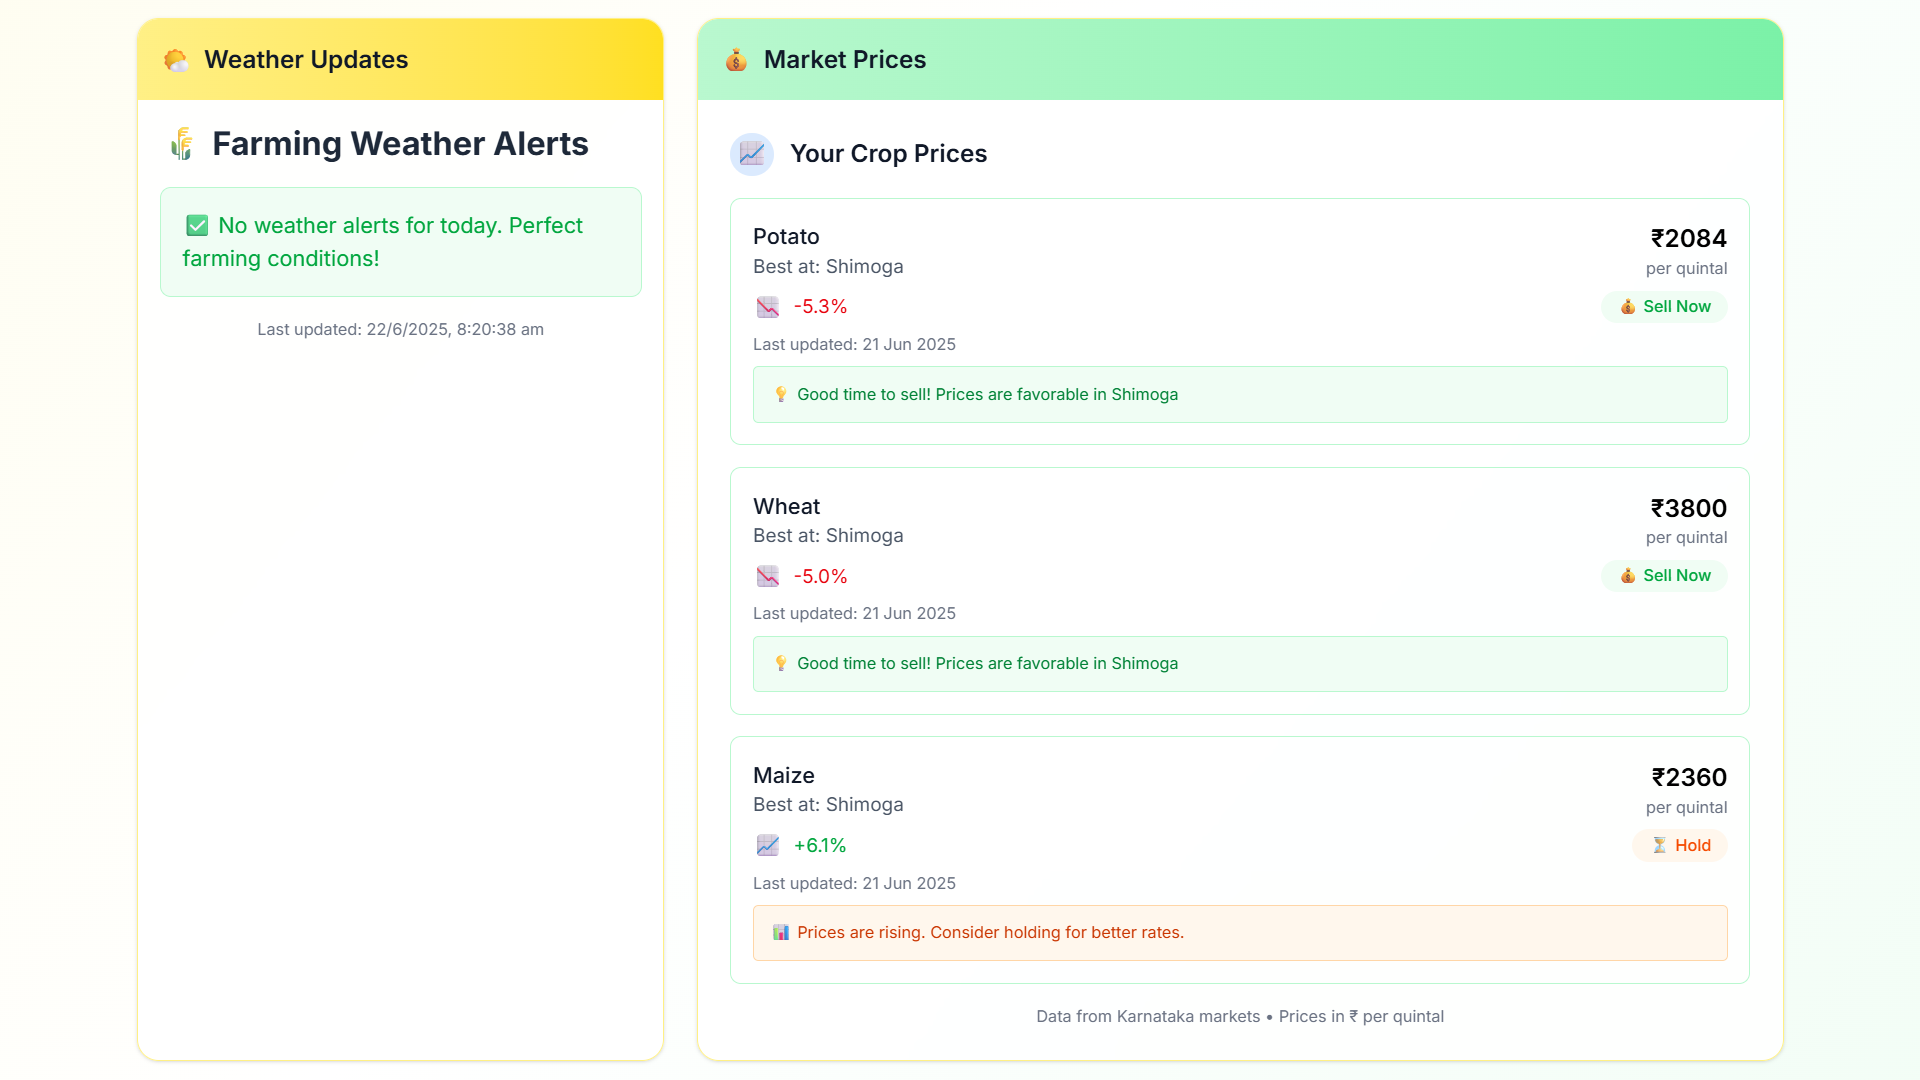 Weather Updates
Farming Weather Alerts
No weather alerts for today. Perfect
farming conditions!
Last updated: 22/6/2025, 8:20:38 am
Market Prices
Your Crop Prices
Potato
₹2084
Best at: Shimoga
per quintal
-5.3%
Sell Now
Last updated: 21 Jun 2025
Good time to sell! Prices are favorable in Shimoga
Wheat
₹3800
Best at: Shimoga
per quintal
-5.0%
Sell Now
Last updated: 21 Jun 2025
Good time to sell! Prices are favorable in Shimoga
Maize
₹2360
Best at: Shimoga
per quintal
+6.1%
Hold
Last updated: 21 Jun 2025
Prices are rising. Consider holding for better rates.
Data from Karnataka markets • Prices in ₹ per quintal